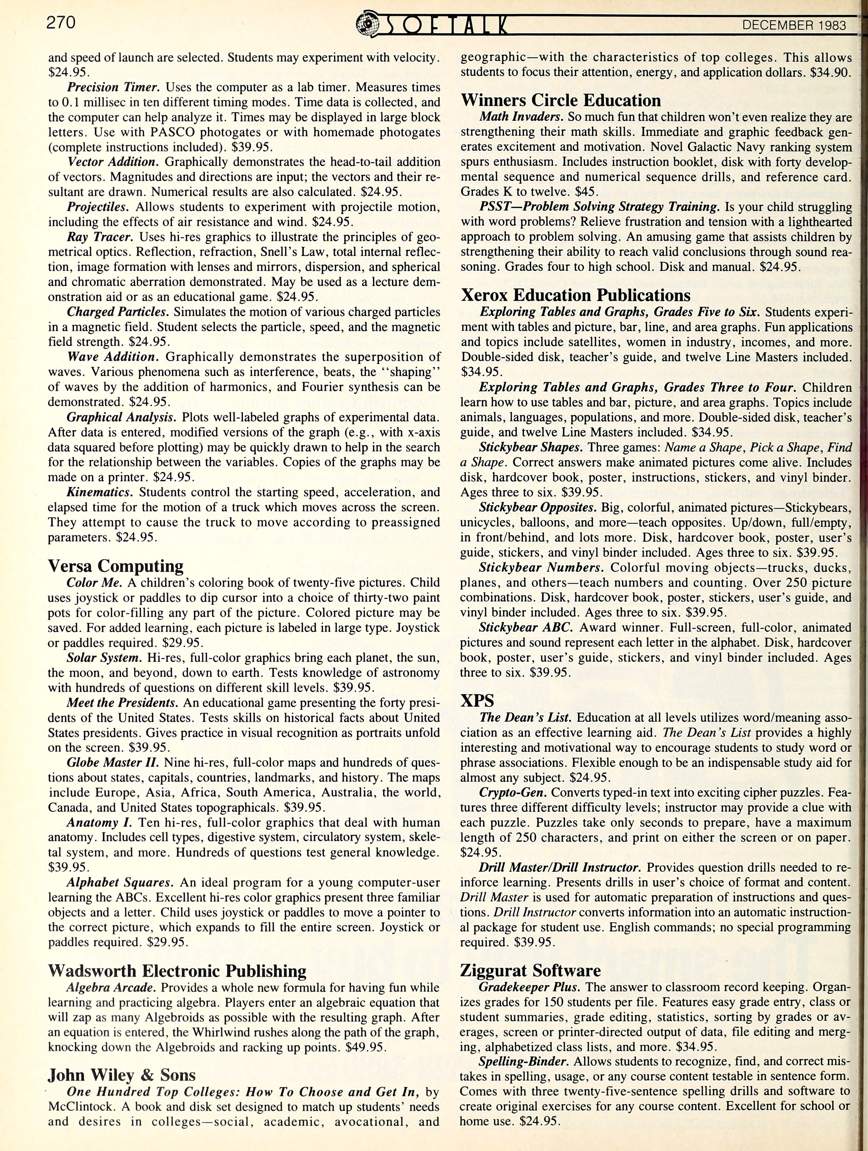 270
SOFTALK
DECEMBER 1983
and speed of launch are selected. Students may experiment with velocity.
$24.95.
Precision Timer. Uses the computer as a lab timer. Measures times
to 0.1 millisec in ten different timing modes. Time data is collected, and
the computer can help analyze it. Times may be displayed in large block
letters. Use with PASCO photogates or with homemade photogates
(complete instructions included). $39.95.
Vector Addition. Graphically demonstrates the head-to-tail addition
of vectors. Magnitudes and directions are input; the vectors and their re-
sultant are drawn. Numerical results are also calculated. $24.95.
Projectiles. Allows students to experiment with projectile motion,
including the effects of air resistance and wind. $24.95.
Ray Tracer. Uses hi-res graphics to illustrate the principles of geo-
metrical optics. Reflection, refraction, Snell's Law, total internal reflec-
tion, image formation with lenses and mirrors, dispersion, and spherical
and chromatic aberration demonstrated. May be used as a lecture dem-
onstration aid or as an educational game. $24.95.
Charged Particles. Simulates the motion of various charged particles
in a magnetic field. Student selects the particle, speed, and the magnetic
field strength. $24.95.
Wave Addition. Graphically demonstrates the superposition of
waves. Various phenomena such as interference, beats, the "shaping"
of waves by the addition of harmonics, and Fourier synthesis can be
demonstrated. $24.95.
Graphical Analysis. Plots well-labeled graphs of experimental data.
After data is entered, modified versions of the graph (e.g., with x-axis
data squared before plotting) may be quickly drawn to help in the search
for the relationship between the variables. Copies of the graphs may be
made on a printer. $24.95.
Kinematics. Students control the starting speed, acceleration, and
elapsed time for the motion of a truck which moves across the screen.
They attempt to cause the truck to move according to preassigned
parameters. $24.95.
Versa Computing
Color Me. A children's coloring book of twenty-five pictures. Child
uses joystick or paddles to dip cursor into a choice of thirty-two paint
pots for color-filling any part of the picture. Colored picture may be
saved. For added learning, each picture is labeled in large type. Joystick
or paddles required. $29.95.
Solar System. Hi-res, full-color graphics bring each planet, the sun,
the moon, and beyond, down to earth. Tests knowledge of astronomy
with hundreds of questions on different skill levels. $39.95.
Meet the Presidents. An educational game presenting the forty presi-
dents of the United States. Tests skills on historical facts about United
States presidents. Gives practice in visual recognition as portraits unfold
on the screen. $39.95.
Globe Master II. Nine hi-res, full-color maps and hundreds of ques-
tions about states, capitals, countries, landmarks, and history. The maps
include Europe, Asia, Africa, South America, Australia, the world,
Canada, and United States topographicals. $39.95.
Anatomy I. Ten hi-res, full-color graphics that deal with human
anatomy. Includes cell types, digestive system, circulatory system, skele-
tal system, and more. Hundreds of questions test general knowledge.
$39.95.
Alphabet Squares. An ideal program for a young computer-user
learning the ABCs. Excellent hi-res color graphics present three familiar
objects and a letter. Child uses joystick or paddles to move a pointer to
the correct picture, which expands to fill the entire screen. Joystick or
paddles required. $29.95.
Wadsworth Electronic Publishing
Algebra Arcade. Provides a whole new formula for having fun while
learning and practicing algebra. Players enter an algebraic equation that
will zap as many Algebroids as possible with the resulting graph. After
an equation is entered, the Whirlwind rushes along the path of the graph,
knocking down the Algebroids and racking up points. $49.95.
John Wiley & Sons
One Hundred Top Colleges: How To Choose and Get In, by
McClintock. A book and disk set designed to match up students' needs
and desires in colleges—social, academic, avocational, and
geographic—with the characteristics of top colleges. This allows
students to focus their attention, energy, and application dollars. $34.90.
Winners Circle Education
Math Invaders. So much fun that children won't even realize they are
strengthening their math skills. Immediate and graphic feedback gen-
erates excitement and motivation. Novel Galactic Navy ranking system
spurs enthusiasm. Includes instruction booklet, disk with forty develop-
mental sequence and numerical sequence drills, and reference card.
Grades K to twelve. $45.
PSST—Problem Solving Strategy Training. Is your child struggling
with word problems? Relieve frustration and tension with a lighthearted
approach to problem solving. An amusing game that assists children by
strengthening their ability to reach valid conclusions through sound rea-
soning. Grades four to high school. Disk and manual. $24.95.
Xerox Education Publications
Exploring Tables and Graphs, Grades Five to Six. Students experi-
ment with tables and picture, bar, line, and area graphs. Fun applications
and topics include satellites, women in industry, incomes, and more.
Double-sided disk, teacher's guide, and twelve Line Masters included.
$34.95.
Exploring Tables and Graphs, Grades Three to Four. Children
learn how to use tables and bar, picture, and area graphs. Topics include
animals, languages, populations, and more. Double-sided disk, teacher's
guide, and twelve Line Masters included. $34.95.
Stickybear Shapes. Three games: Name a Shape, Pick a Shape, Find
a Shape. Correct answers make animated pictures come alive. Includes
disk, hardcover book, poster, instructions, stickers, and vinyl binder.
Ages three to six. $39.95.
Stickybear Opposites. Big, colorful, animated pictures—Stickybears,
unicycles, balloons, and more—teach opposites. Up/down, full/empty,
in front/behind, and lots more. Disk, hardcover book, poster, user's
guide, stickers, and vinyl binder included. Ages three to six. $39.95.
Stickybear Numbers. Colorful moving objects—trucks, ducks,
planes, and others—teach numbers and counting. Over 250 picture
combinations. Disk, hardcover book, poster, stickers, user's guide, and
vinyl binder included. Ages three to six. $39.95.
Stickybear ABC. Award winner. Full-screen, full-color, animated
pictures and sound represent each letter in the alphabet. Disk, hardcover
book, poster, user's guide, stickers, and vinyl binder included. Ages
three to six. $39.95.
XPS
The Dean's List. Education at all levels utilizes word/meaning asso-
ciation as an effective learning aid. The Dean's List provides a highly
interesting and motivational way to encourage students to study word or
phrase associations. Flexible enough to be an indispensable study aid for
almost any subject. $24.95.
Crypto-Gen. Converts typed-in text into exciting cipher puzzles. Fea-
tures three different difficulty levels; instructor may provide a clue with
each puzzle. Puzzles take only seconds to prepare, have a maximum
length of 250 characters, and print on either the screen or on paper.
$24.95.
Drill Master/Drill Instructor. Provides question drills needed to re-
inforce learning. Presents drills in user's choice of format and content.
Drill Master is used for automatic preparation of instructions and ques-
tions. Drill Instructor converts information into an automatic instruction-
al package for student use. English commands; no special programming
required. $39.95.
Ziggurat Software
Gradekeeper Plus. The answer to classroom record keeping. Organ-
izes grades for 150 students per file. Features easy grade entry, class or
student summaries, grade editing, statistics, sorting by grades or av-
erages, screen or printer-directed output of data, file editing and merg-
ing, alphabetized class lists, and more. $34.95.
Spelling-Binder. Allows students to recognize, find, and correct mis-
takes in spelling, usage, or any course content testable in sentence form.
Comes with three twenty-five-sentence spelling drills and software to
create original exercises for any course content. Excellent for school or
home use. $24.95.